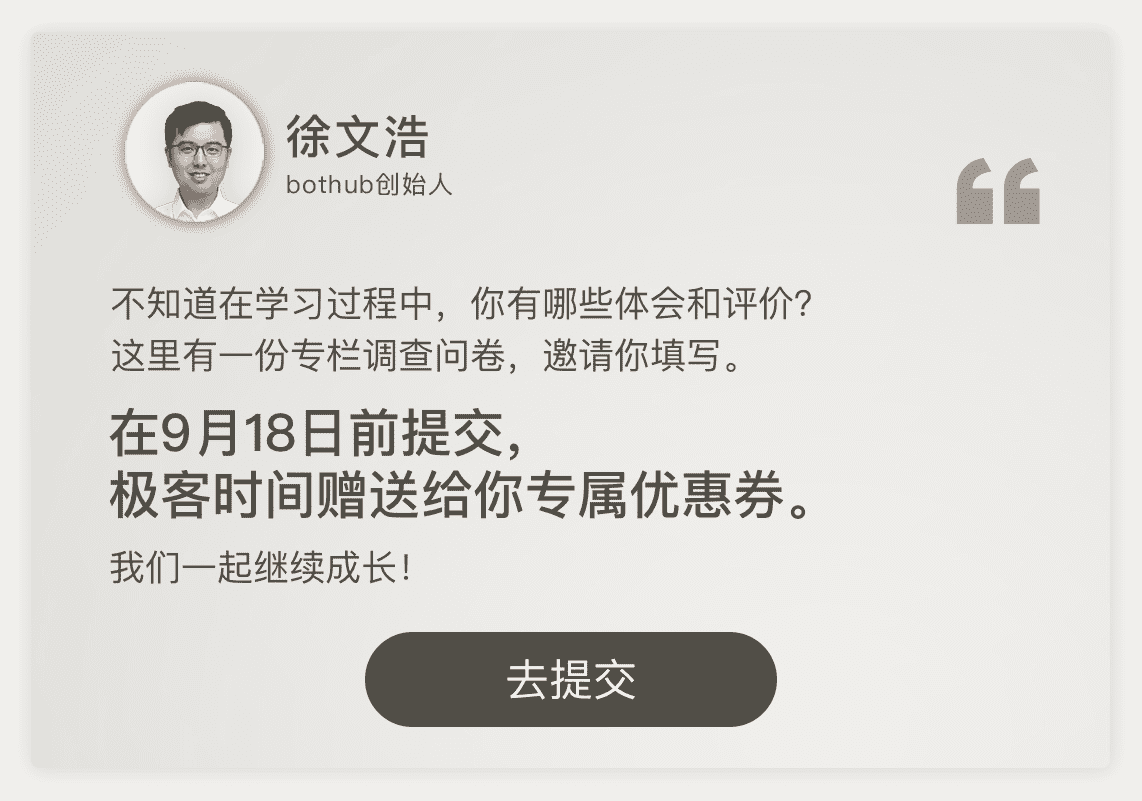 徐文浩
bothub创始人
不知道在学习过程中，你有哪些体会和评价？
这里有一份专栏调查问卷，邀请你填写。
在9月18日前提交，
极客时间赠送给你专属优惠券。
我们一起继续成长！
去提交